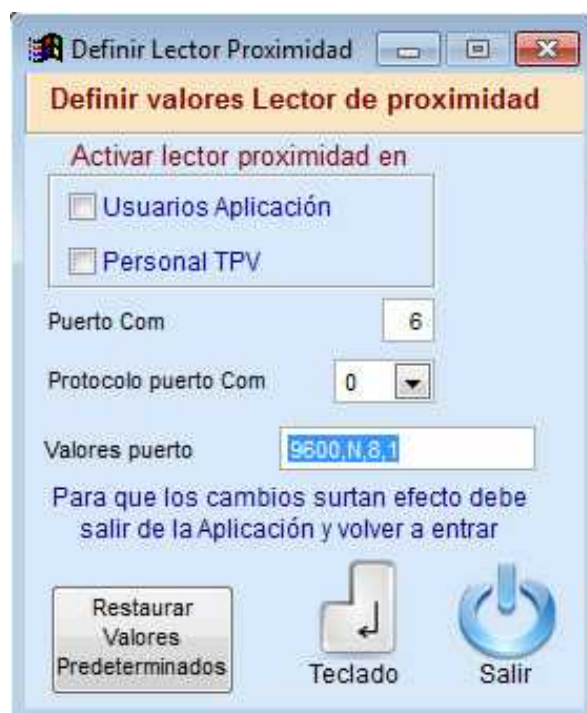 Definir Lector Proximidad
Definir valores Lector de proximidad
Activar lector proximidad en
Usuarios Aplicación
Personal TPV
Puerto Com 6
Protocolo puerto Com 0
Valores puerto 9600,N,8,1
Para que los cambios surtan efecto debe
salir de la Aplicación y volver a entrar
Restaurar
Valores
Predeterminados
Teclado
Salir